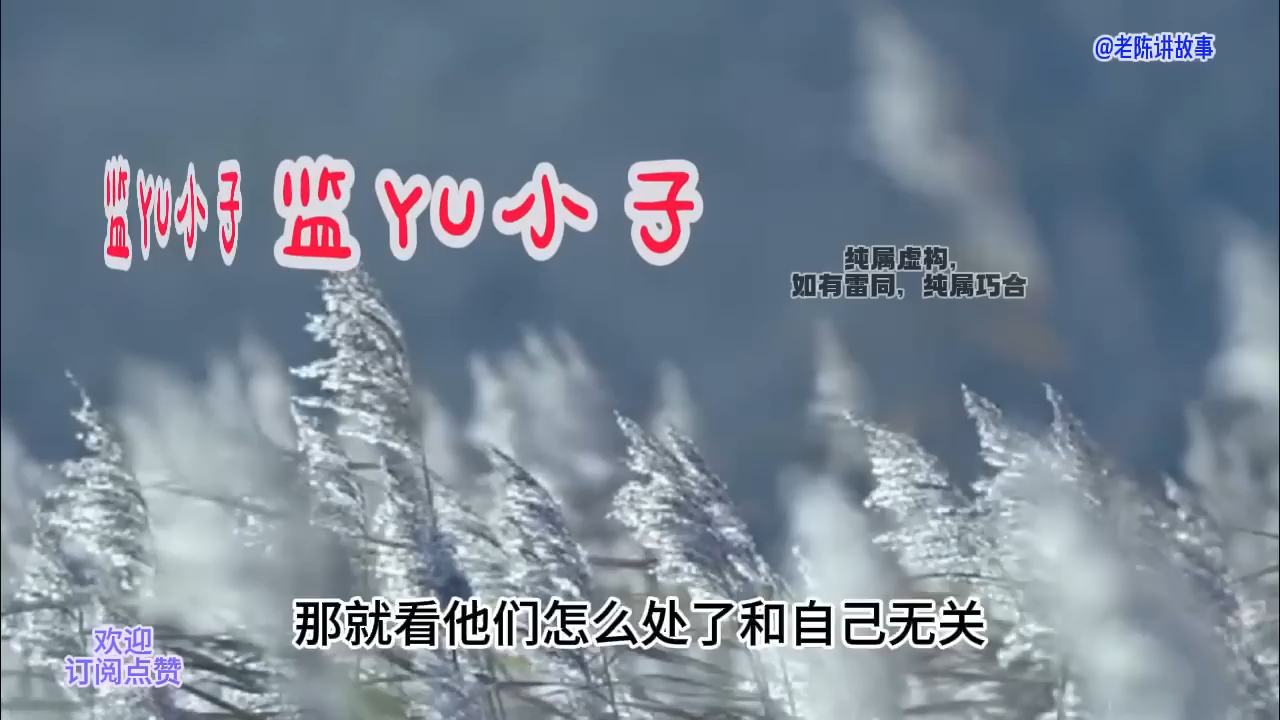 @老陈讲故事
监YU小子 监YU小子
纯属虚构，
如有雷同，纯属巧合
那就看他们怎么处了和自己无关
欢迎
订阅点赞